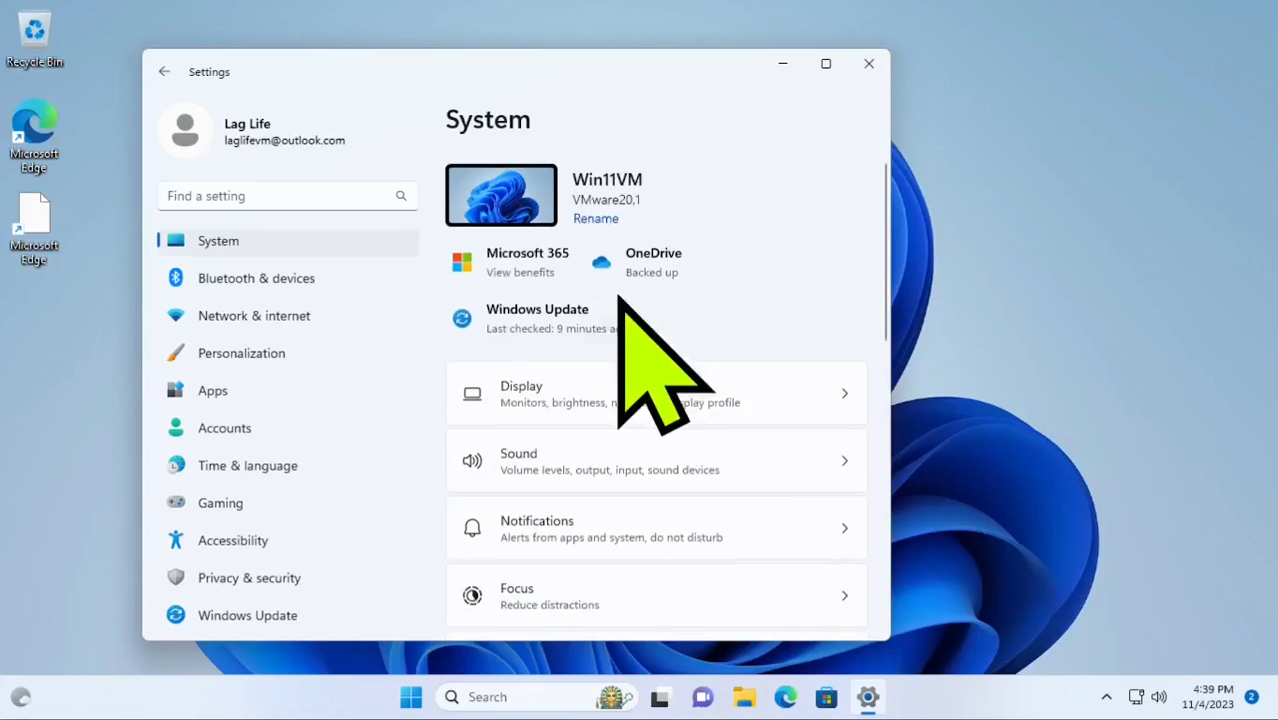 Recycle Bin
Microsoft
Edge
Microsoft
Edge
Settings
Lag Life
laglifevm@outlook.com
Find a setting
System
Bluetooth & devices
Network & internet
Personalization
Apps
Accounts
Time & language
Gaming
Accessibility
Privacy & security
Windows Update
System
Win11VM
VMware20,1
Rename
Microsoft 365
View benefits
OneDrive
Backed up
Windows Update
Last checked: 9 minutes
Display
Monitors, brightness, display profile
Sound
Volume levels, output, input, sound devices
Notifications
Alerts from apps and system, do not disturb
Focus
Reduce distractions
Search
4:39 PM
11/4/2023
2